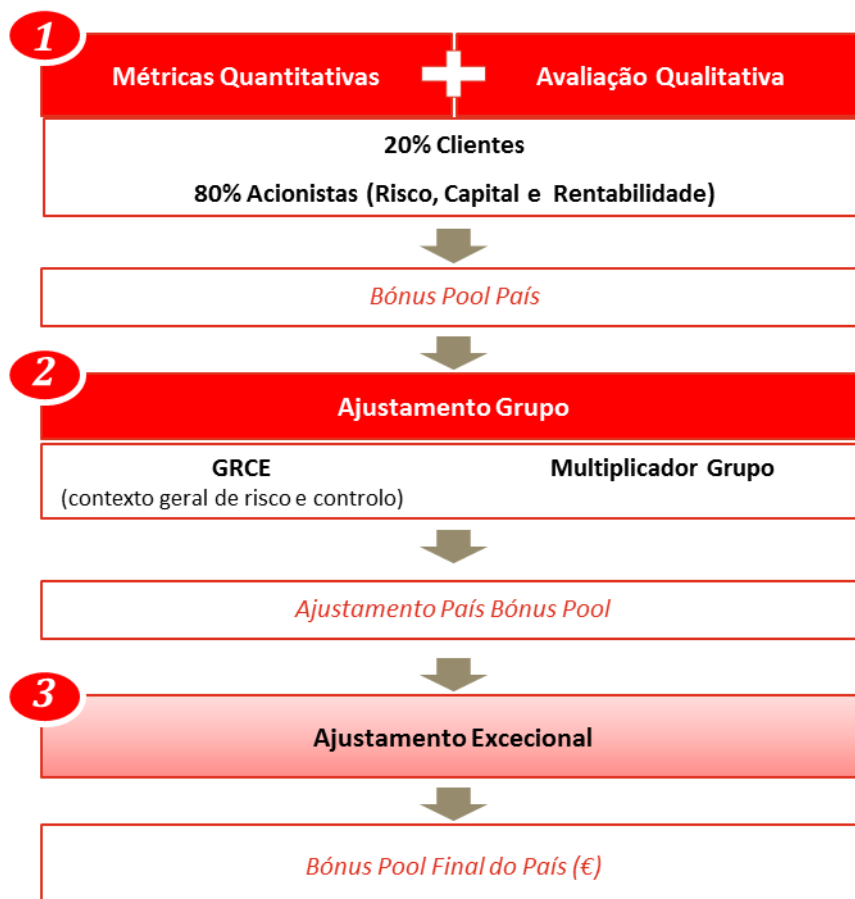 1
Métricas Quantitativas + Avaliação Qualitativa
20% Clientes
80% Acionistas (Risco, Capital e Rentabilidade)
Bónus Pool País
2
Ajustamento Grupo
GRCE Multiplicador Grupo
(contexto geral de risco e controlo)
Ajustamento País Bónus Pool
3
Ajustamento Excecional
Bónus Pool Final do País (€)